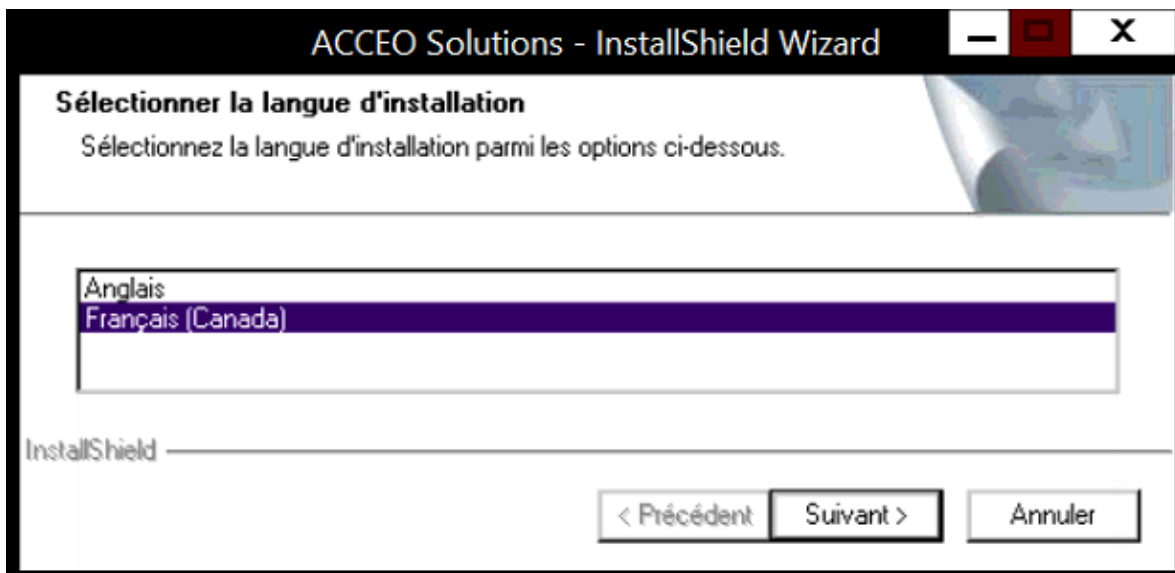 ACCEO Solutions - InstallShield Wizard
Sélectionner la langue d'installation
Sélectionnez la langue d'installation parmi les options ci-dessous.
Anglais
Français (Canada)
InstallShield
< Précédent Suivant > Annuler